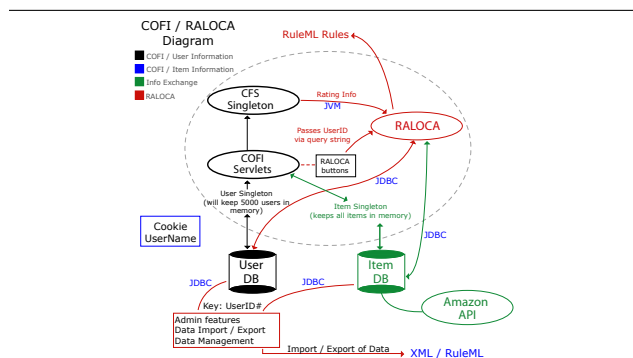 COFI / RALOCA
Diagram
COFI / User Information
COFI / Item Information
Info Exchange
RALOCA
RuleML Rules
CFS
Singleton
Rating Info
JVM
Passes UserID
via query string
RALOCA
COFI
Servlets
RALOCA
buttons
User Singleton
(will keep 5000 users in
memory)
JDBC
Item Singleton
(keeps all items in memory)
Cookie
UserName
JDBC
User
DB
Item
DB
JDBC
JDBC
Key: UserID#
Amazon
API
Admin features
Data Import / Export
Data Management
Import / Export of Data
XML / RuleML